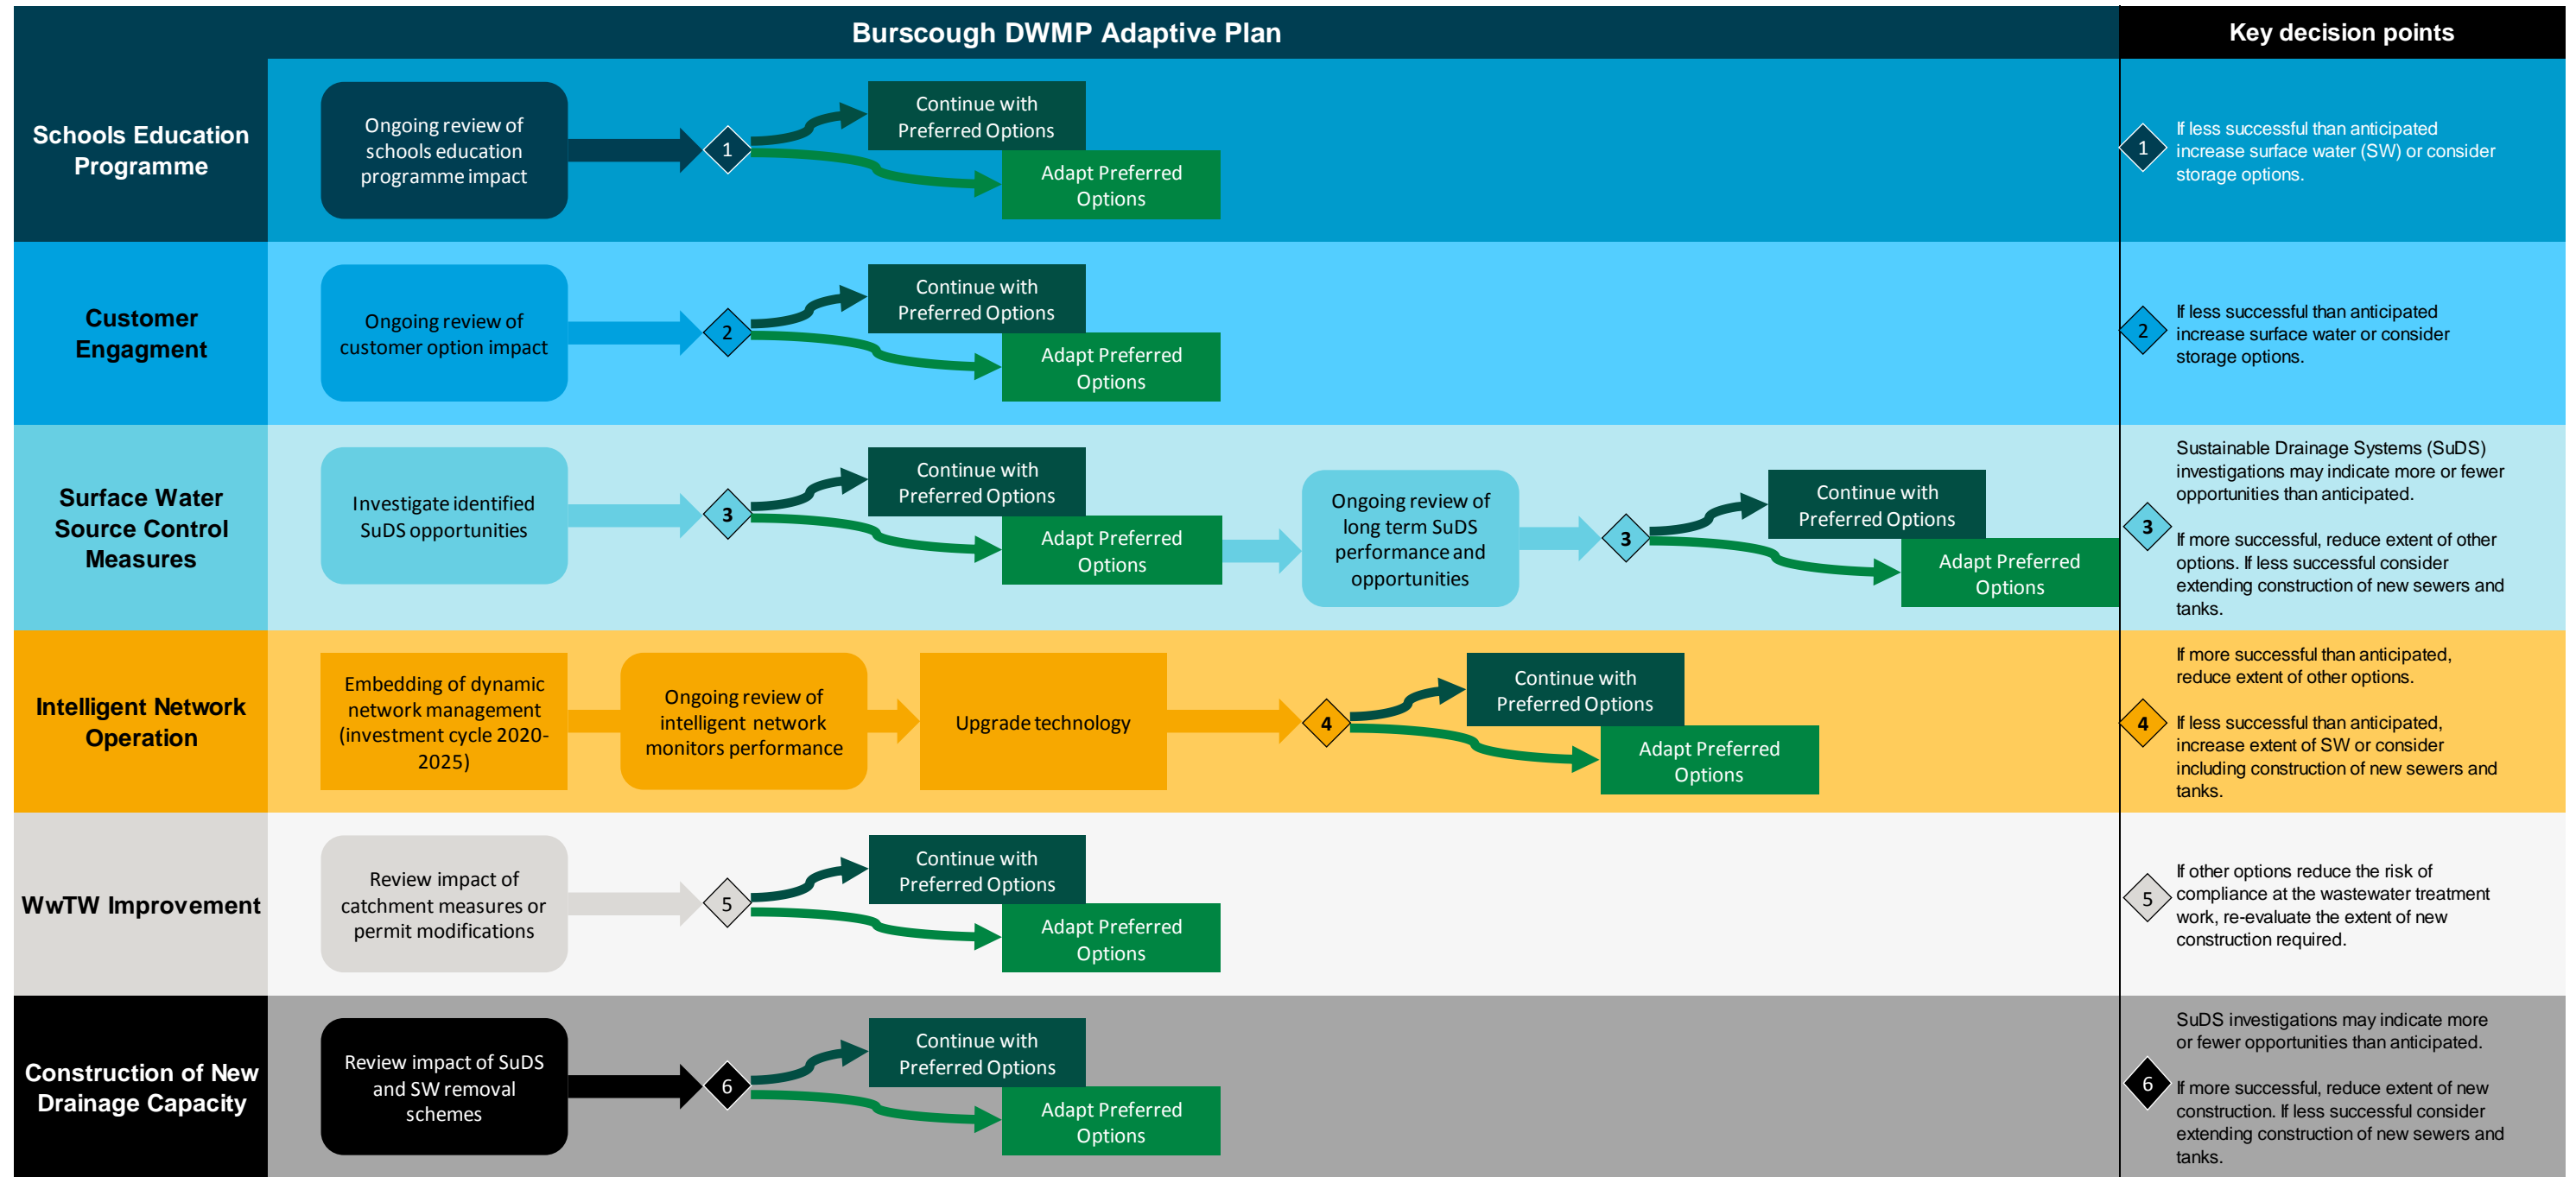 Burscough DWMP Adaptive Plan
Key decision points
Schools Education
Programme
Ongoing review of
schools education
programme impact
1
Continue with
Preferred Options
Adapt Preferred
Options
1
If less successful than anticipated
increase surface water (SW) or consider
storage options.
Customer
Engagment
Ongoing review of
customer option impact
2
Continue with
Preferred Options
Adapt Preferred
Options
2
If less successful than anticipated
increase surface water or consider
storage options.
Surface Water
Source Control
Measures
Investigate identified
SuDS opportunities
3
Continue with
Preferred Options
Adapt Preferred
Options
Ongoing review of
long term SuDS
performance and
opportunities
3
Continue with
Preferred Options
Adapt Preferred
Options
3
Sustainable Drainage Systems (SuDS)
investigations may indicate more or fewer
opportunities than anticipated.
If more successful, reduce extent of other
options. If less successful consider
extending construction of new sewers and
tanks.
Intelligent Network
Operation
Embedding of dynamic
network management
(investment cycle 2020-
2025)
Ongoing review of
intelligent network
monitors performance
Upgrade technology
4
Continue with
Preferred Options
Adapt Preferred
Options
4
If more successful than anticipated,
reduce extent of other options.
If less successful than anticipated,
increase extent of SW or consider
including construction of new sewers and
tanks.
WwTW Improvement
Review impact of
catchment measures or
permit modifications
5
Continue with
Preferred Options
Adapt Preferred
Options
5
If other options reduce the risk of
compliance at the wastewater treatment
work, re-evaluate the extent of new
construction required.
Construction of New
Drainage Capacity
Review impact of SuDS
and SW removal
schemes
6
Continue with
Preferred Options
Adapt Preferred
Options
6
SuDS investigations may indicate more
or fewer opportunities than anticipated.
If more successful, reduce extent of new
construction. If less successful consider
extending construction of new sewers and
tanks.